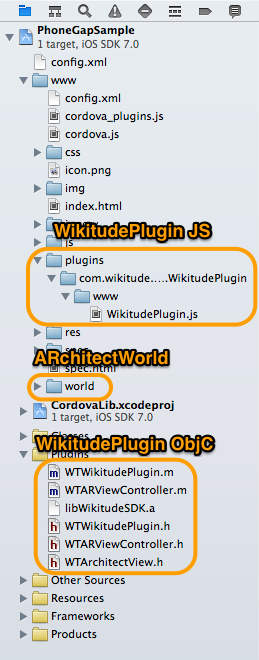 PhoneGapSample
1 target, iOS SDK 7.0
config.xml
www
config.xml
cordova_plugins.js
cordova.js
css
icon.png
img
index.html
WikitudePlugin JS
js
plugins
com.wikitude.....WikitudePlugin
www
WikitudePlugin.js
res
ARchitectWorld
spec.html
world
CordovaLib.xcodeproj
1 target, iOS SDK 7.0
WikitudePlugin ObjC
Plugins
WTWikitudePlugin.m
WTARViewController.m
libWikitudeSDK.a
WTWikitudePlugin.h
WTARViewController.h
WTArchitectView.h
Other Sources
Resources
Frameworks
Products